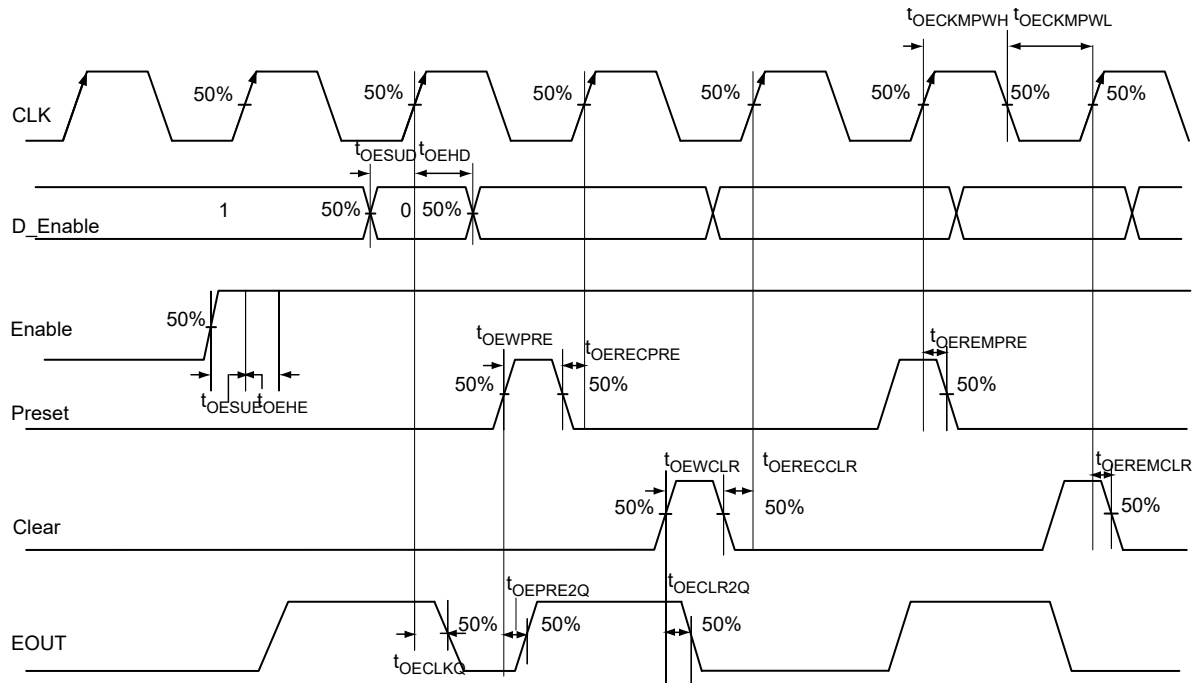 tOECKMPWH tOECKMPWL
CLK 50% 50% 50% 50% 50% 50% 50%
tOESUD tOEHD
D_Enable 1 50% 0 50%
Enable 50%
tOESUE tOEHE
tOEWPRE tOERECPRE tOEREMPRE
Preset 50% 50% 50%
tOEWCLR tOERECCLR tOEREMCLR
Clear 50% 50% 50%
tOEPRE2Q tOECLR2Q
EOUT 50% 50% 50%
tOECLKQ